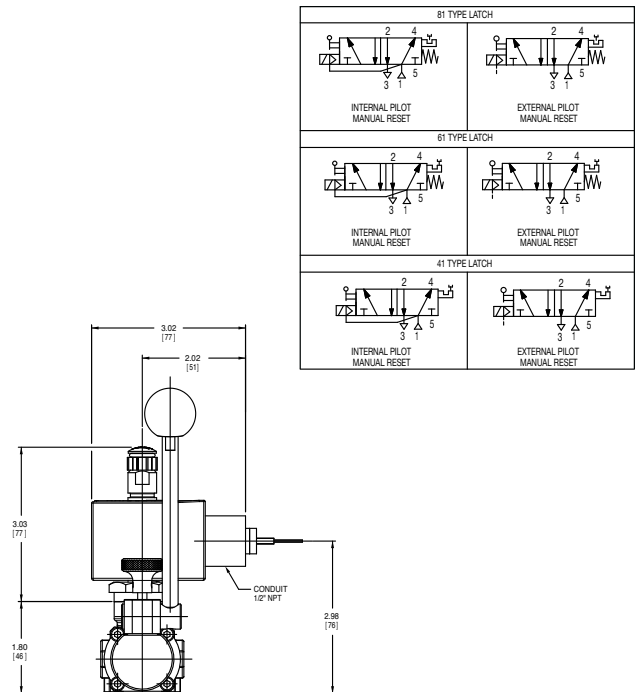 81 TYPE LATCH
2 4
3 1 5
INTERNAL PILOT
MANUAL RESET
2 4
3 1 5
EXTERNAL PILOT
MANUAL RESET
61 TYPE LATCH
2 4
3 1 5
INTERNAL PILOT
MANUAL RESET
2 4
3 1 5
EXTERNAL PILOT
MANUAL RESET
41 TYPE LATCH
2 4
3 1 5
INTERNAL PILOT
MANUAL RESET
2 4
3 1 5
EXTERNAL PILOT
MANUAL RESET
3.02
[77]
2.02
[51]
3.03
[77]
CONDUIT
1/2" NPT
2.98
[76]
1.80
[46]